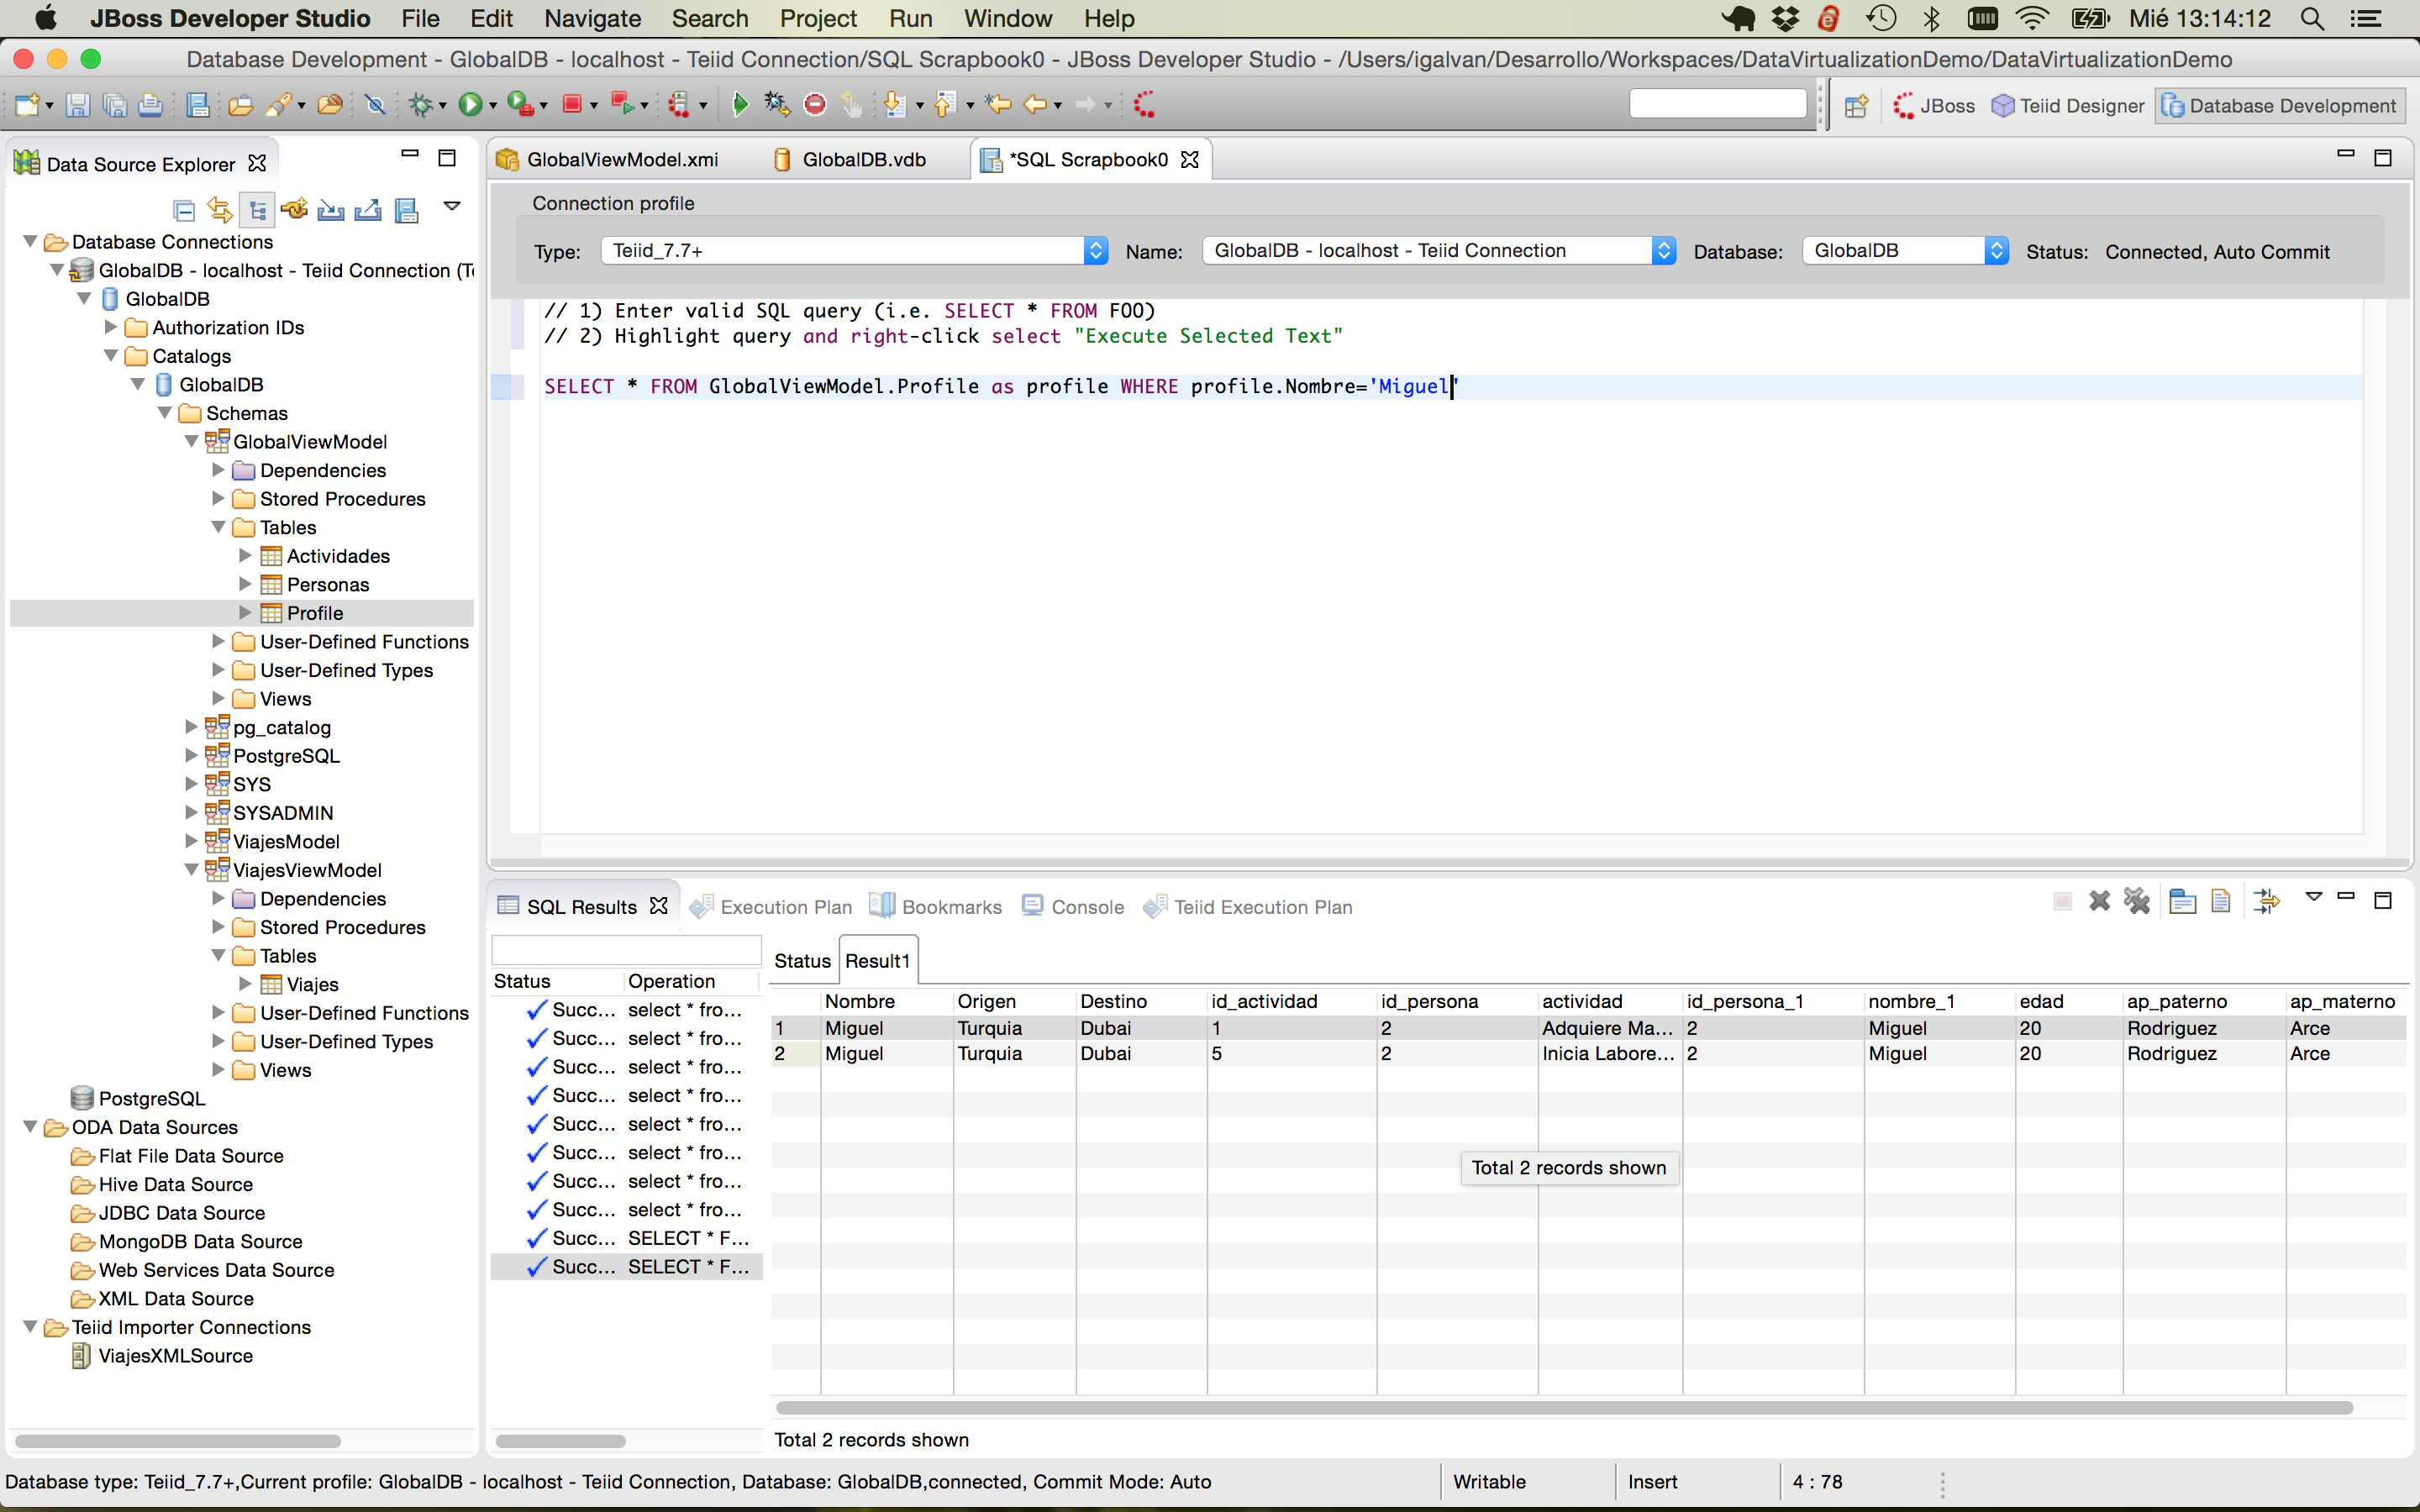 JBoss Developer Studio File Edit Navigate Search Project Run Window Help Mié 13:14:12
Database Development - GlobalDB - localhost - Teiid Connection/SQL Scrapbook0 - JBoss Developer Studio - /Users/igalvan/Desarrollo/Workspaces/DataVirtualizationDemo/DataVirtualizationDemo
JBoss Teiid Designer Database Development
Data Source Explorer
Database Connections
GlobalDB - localhost - Teiid Connection (T
GlobalDB
Authorization IDs
Catalogs
GlobalDB
Schemas
GlobalViewModel
Dependencies
Stored Procedures
Tables
Actividades
Personas
Profile
User-Defined Functions
User-Defined Types
Views
pg_catalog
PostgreSQL
SYS
SYSADMIN
ViajesModel
ViajesViewModel
Dependencies
Stored Procedures
Tables
Viajes
User-Defined Functions
User-Defined Types
Views
PostgreSQL
ODA Data Sources
Flat File Data Source
Hive Data Source
JDBC Data Source
MongoDB Data Source
Web Services Data Source
XML Data Source
Teiid Importer Connections
ViajesXMLSource
GlobalViewModel.xmi GlobalDB.vdb *SQL Scrapbook0
Connection profile
Type: Teiid_7.7+ Name: GlobalDB - localhost - Teiid Connection Database: GlobalDB Status: Connected, Auto Commit
// 1) Enter valid SQL query (i.e. SELECT * FROM FOO)
// 2) Highlight query and right-click select "Execute Selected Text"
SELECT * FROM GlobalViewModel.Profile as profile WHERE profile.Nombre='Miguel'
SQL Results Execution Plan Bookmarks Console Teiid Execution Plan
Status Operation
Succ... select * fro...
Succ... select * fro...
Succ... select * fro...
Succ... select * fro...
Succ... select * fro...
Succ... select * fro...
Succ... select * fro...
Succ... select * fro...
Succ... SELECT * F...
Succ... SELECT * F...
Status Result1
Nombre Origen Destino id_actividad id_persona actividad id_persona_1 nombre_1 edad ap_paterno ap_materno
1 Miguel Turquia Dubai 1 2 Adquiere Ma... 2 Miguel 20 Rodriguez Arce
2 Miguel Turquia Dubai 5 2 Inicia Labore... 2 Miguel 20 Rodriguez Arce
Total 2 records shown
Total 2 records shown
Database type: Teiid_7.7+,Current profile: GlobalDB - localhost - Teiid Connection, Database: GlobalDB,connected, Commit Mode: Auto Writable Insert 4 : 78